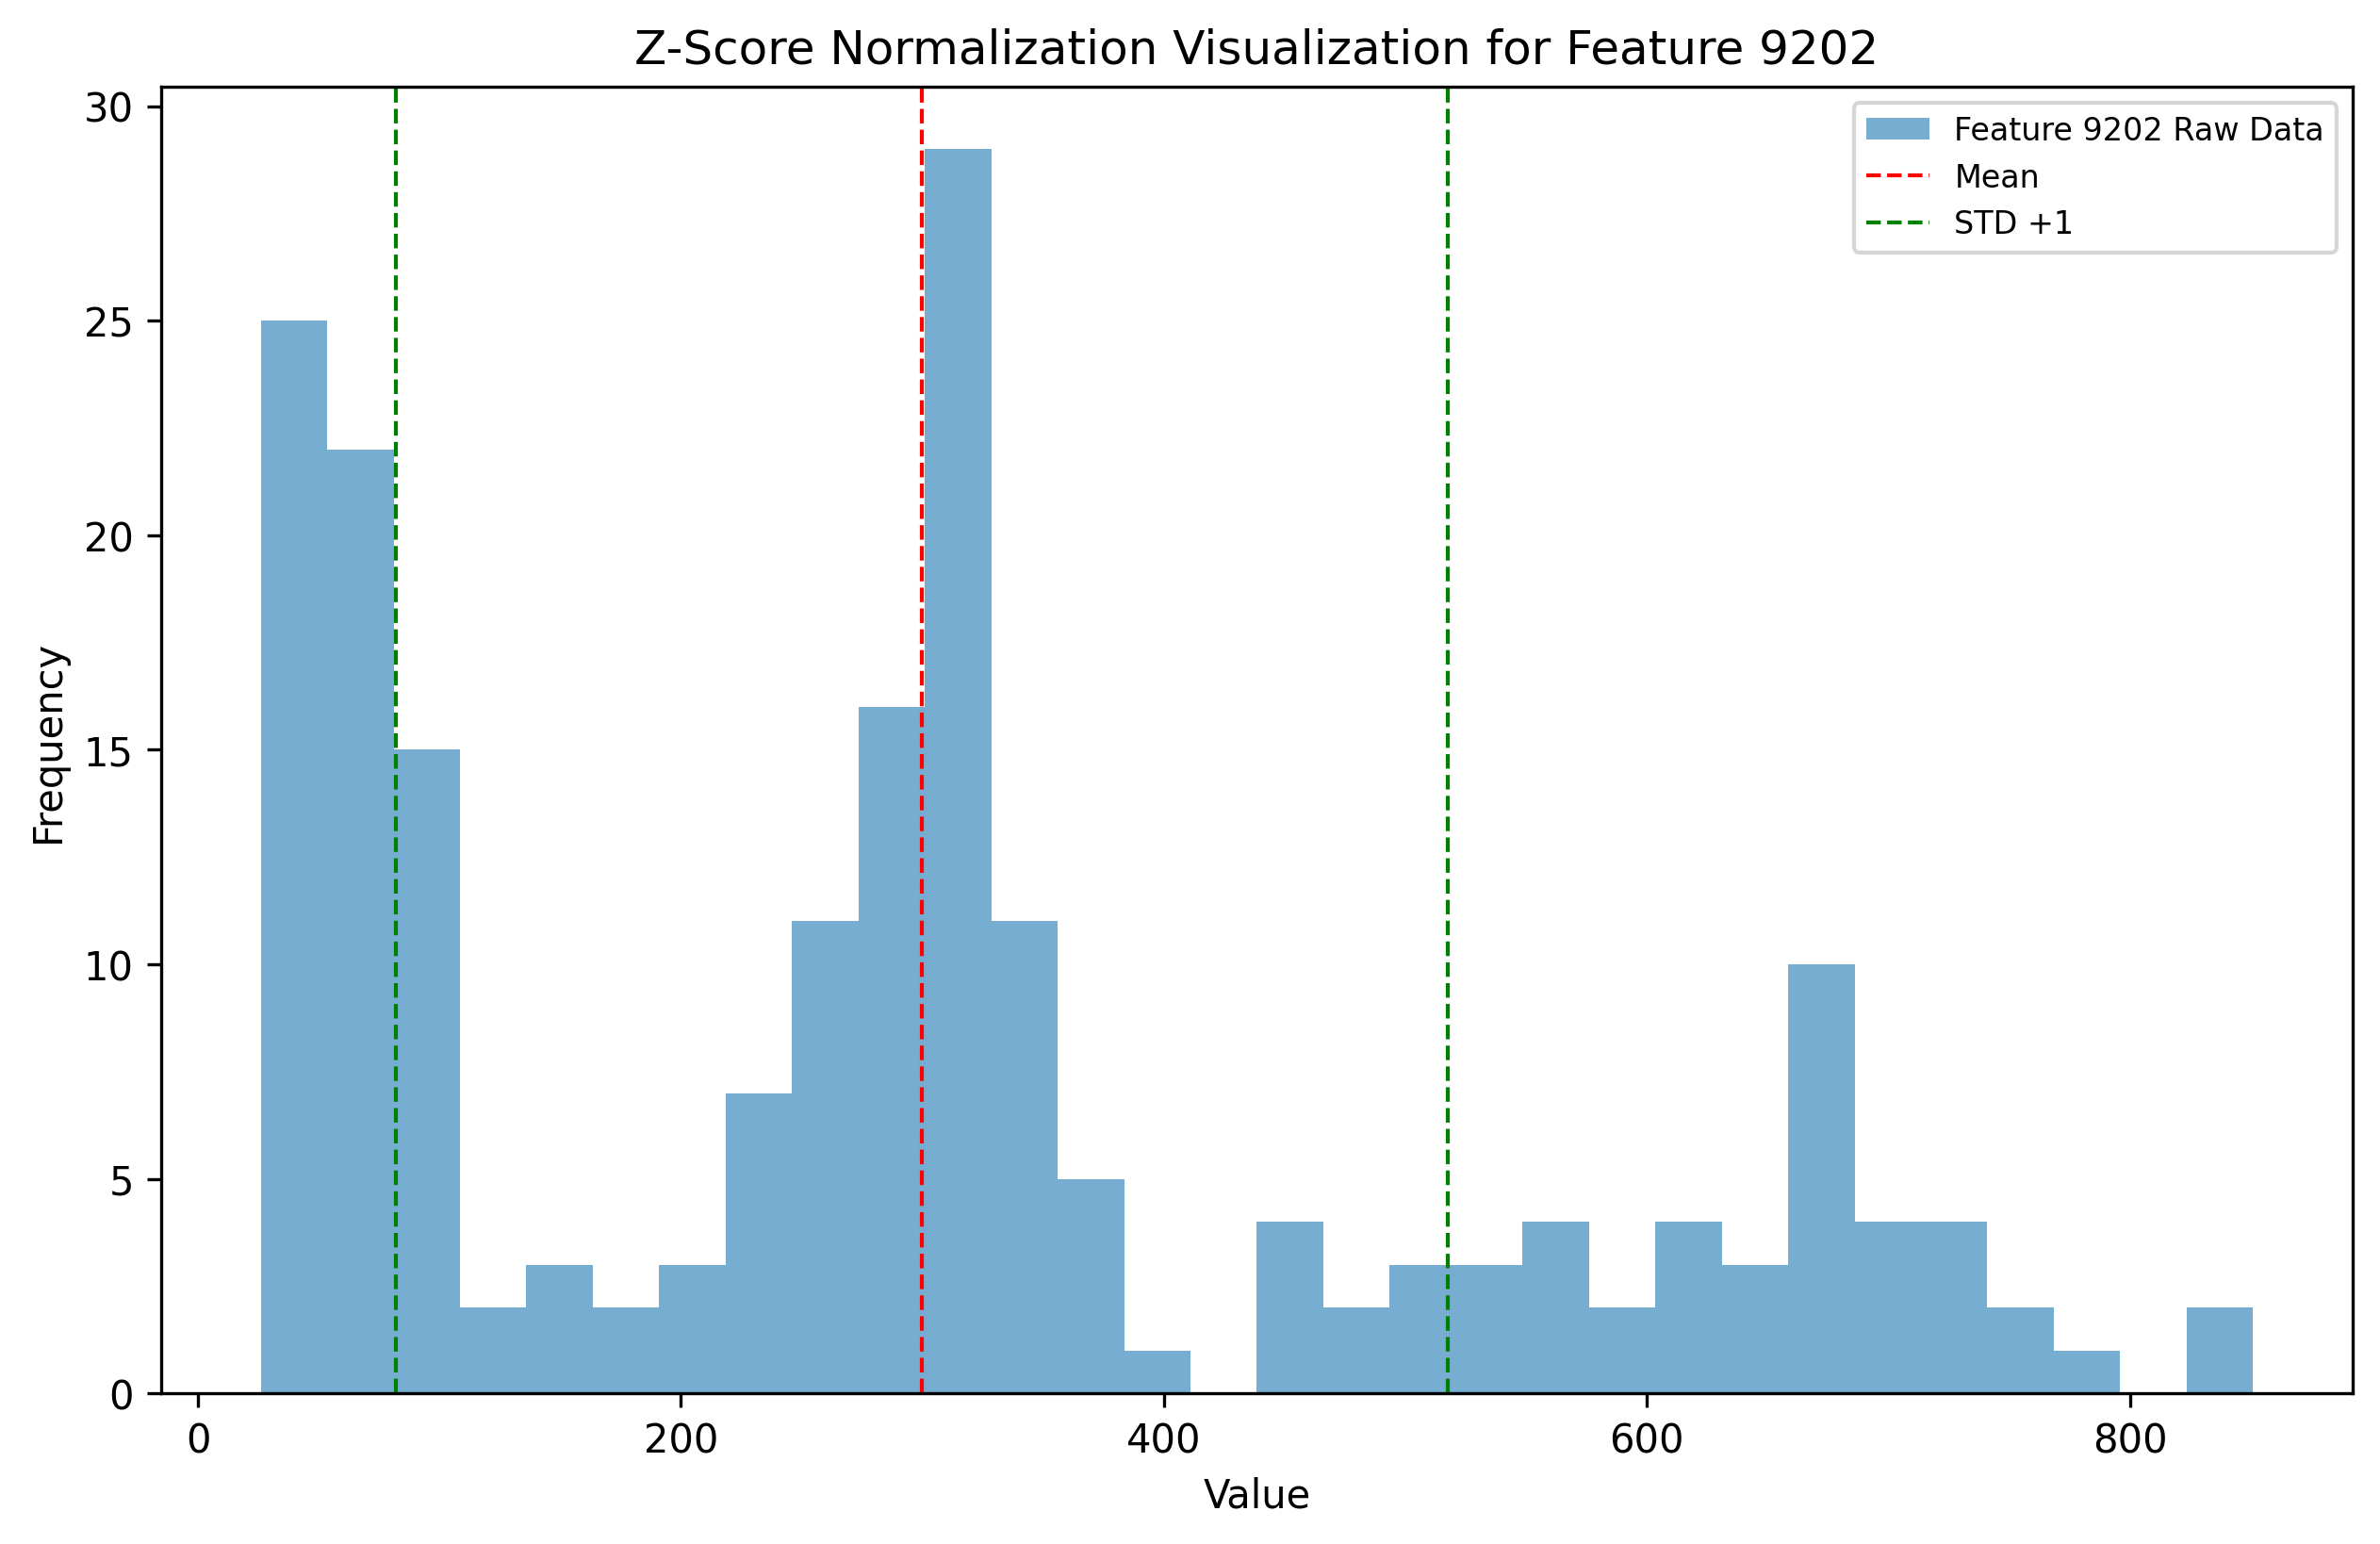 Z-Score Normalization Visualization for Feature 9202
Feature 9202 Raw Data
Mean
STD +1
Frequency
30
25
20
15
10
5
0
0 200 400 600 800
Value